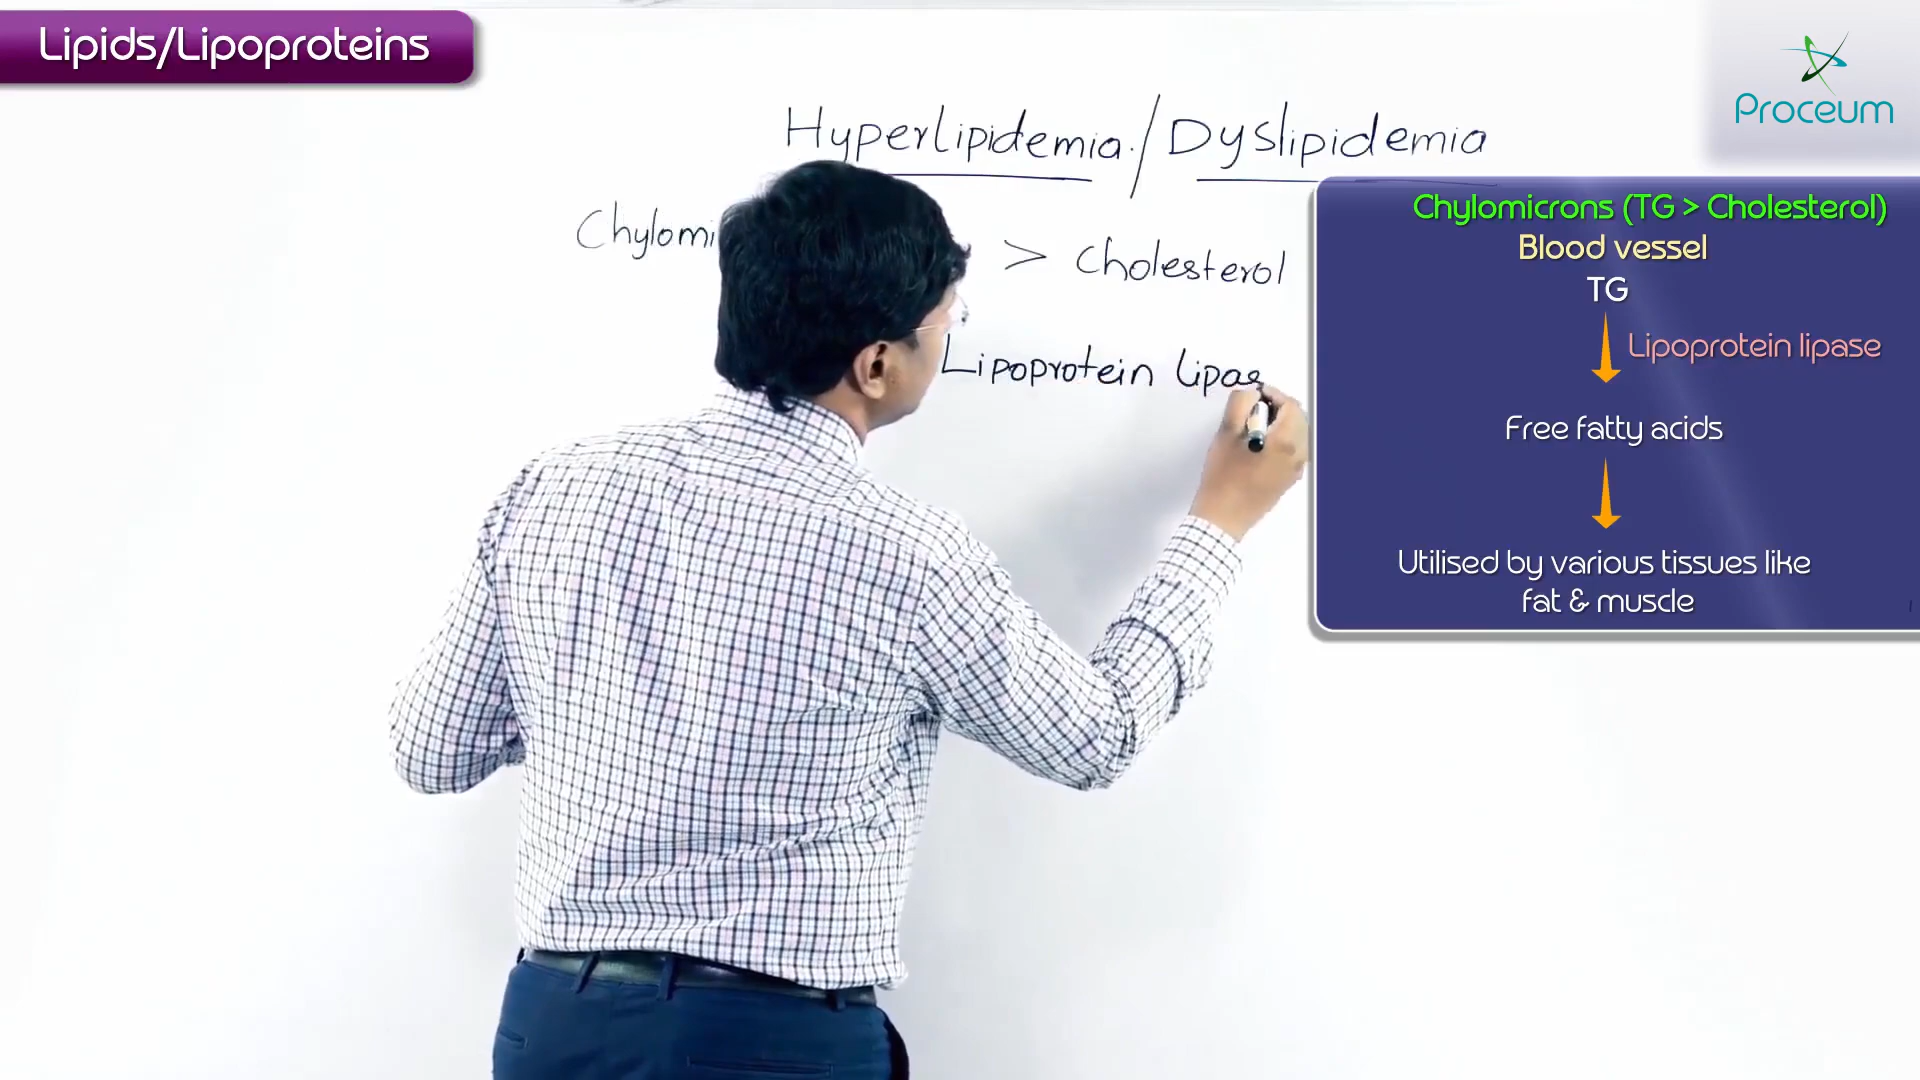 Lipids/Lipoproteins
Proceum
Hyperlipidemia / Dyslipidemia
Chylomi > Cholesterol
Lipoprotein lipas
Chylomicrons (TG > Cholesterol)
Blood vessel
TG
Lipoprotein lipase
Free fatty acids
Utilised by various tissues like
fat & muscle